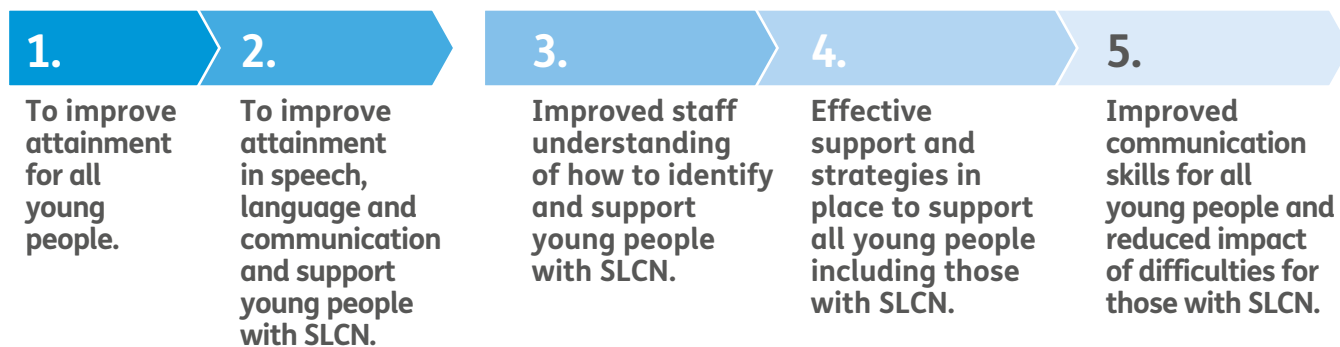 1.
To improve
attainment
for all
young
people.
2.
To improve
attainment
in speech,
language and
communication
and support
young people
with SLCN.
3.
Improved staff
understanding
of how to identify
and support
young people
with SLCN.
4.
Effective
support and
strategies in
place to support
all young people
including those
with SLCN.
5.
Improved
communication
skills for all
young people and
reduced impact
of difficulties for
those with SLCN.